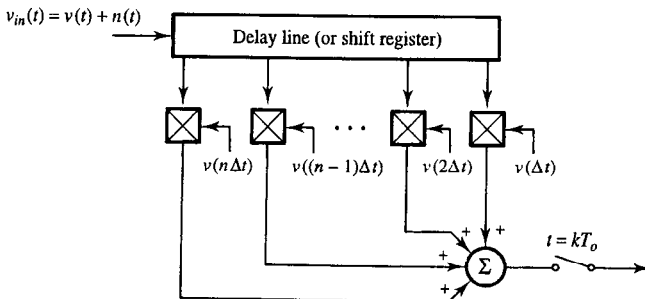 v_in(t) = v(t) + n(t)
Delay line (or shift register)
. . .
v(nΔt)
v((n − 1)Δt)
v(2Δt)
v(Δt)
+
+
+
+
Σ
t = kT_o